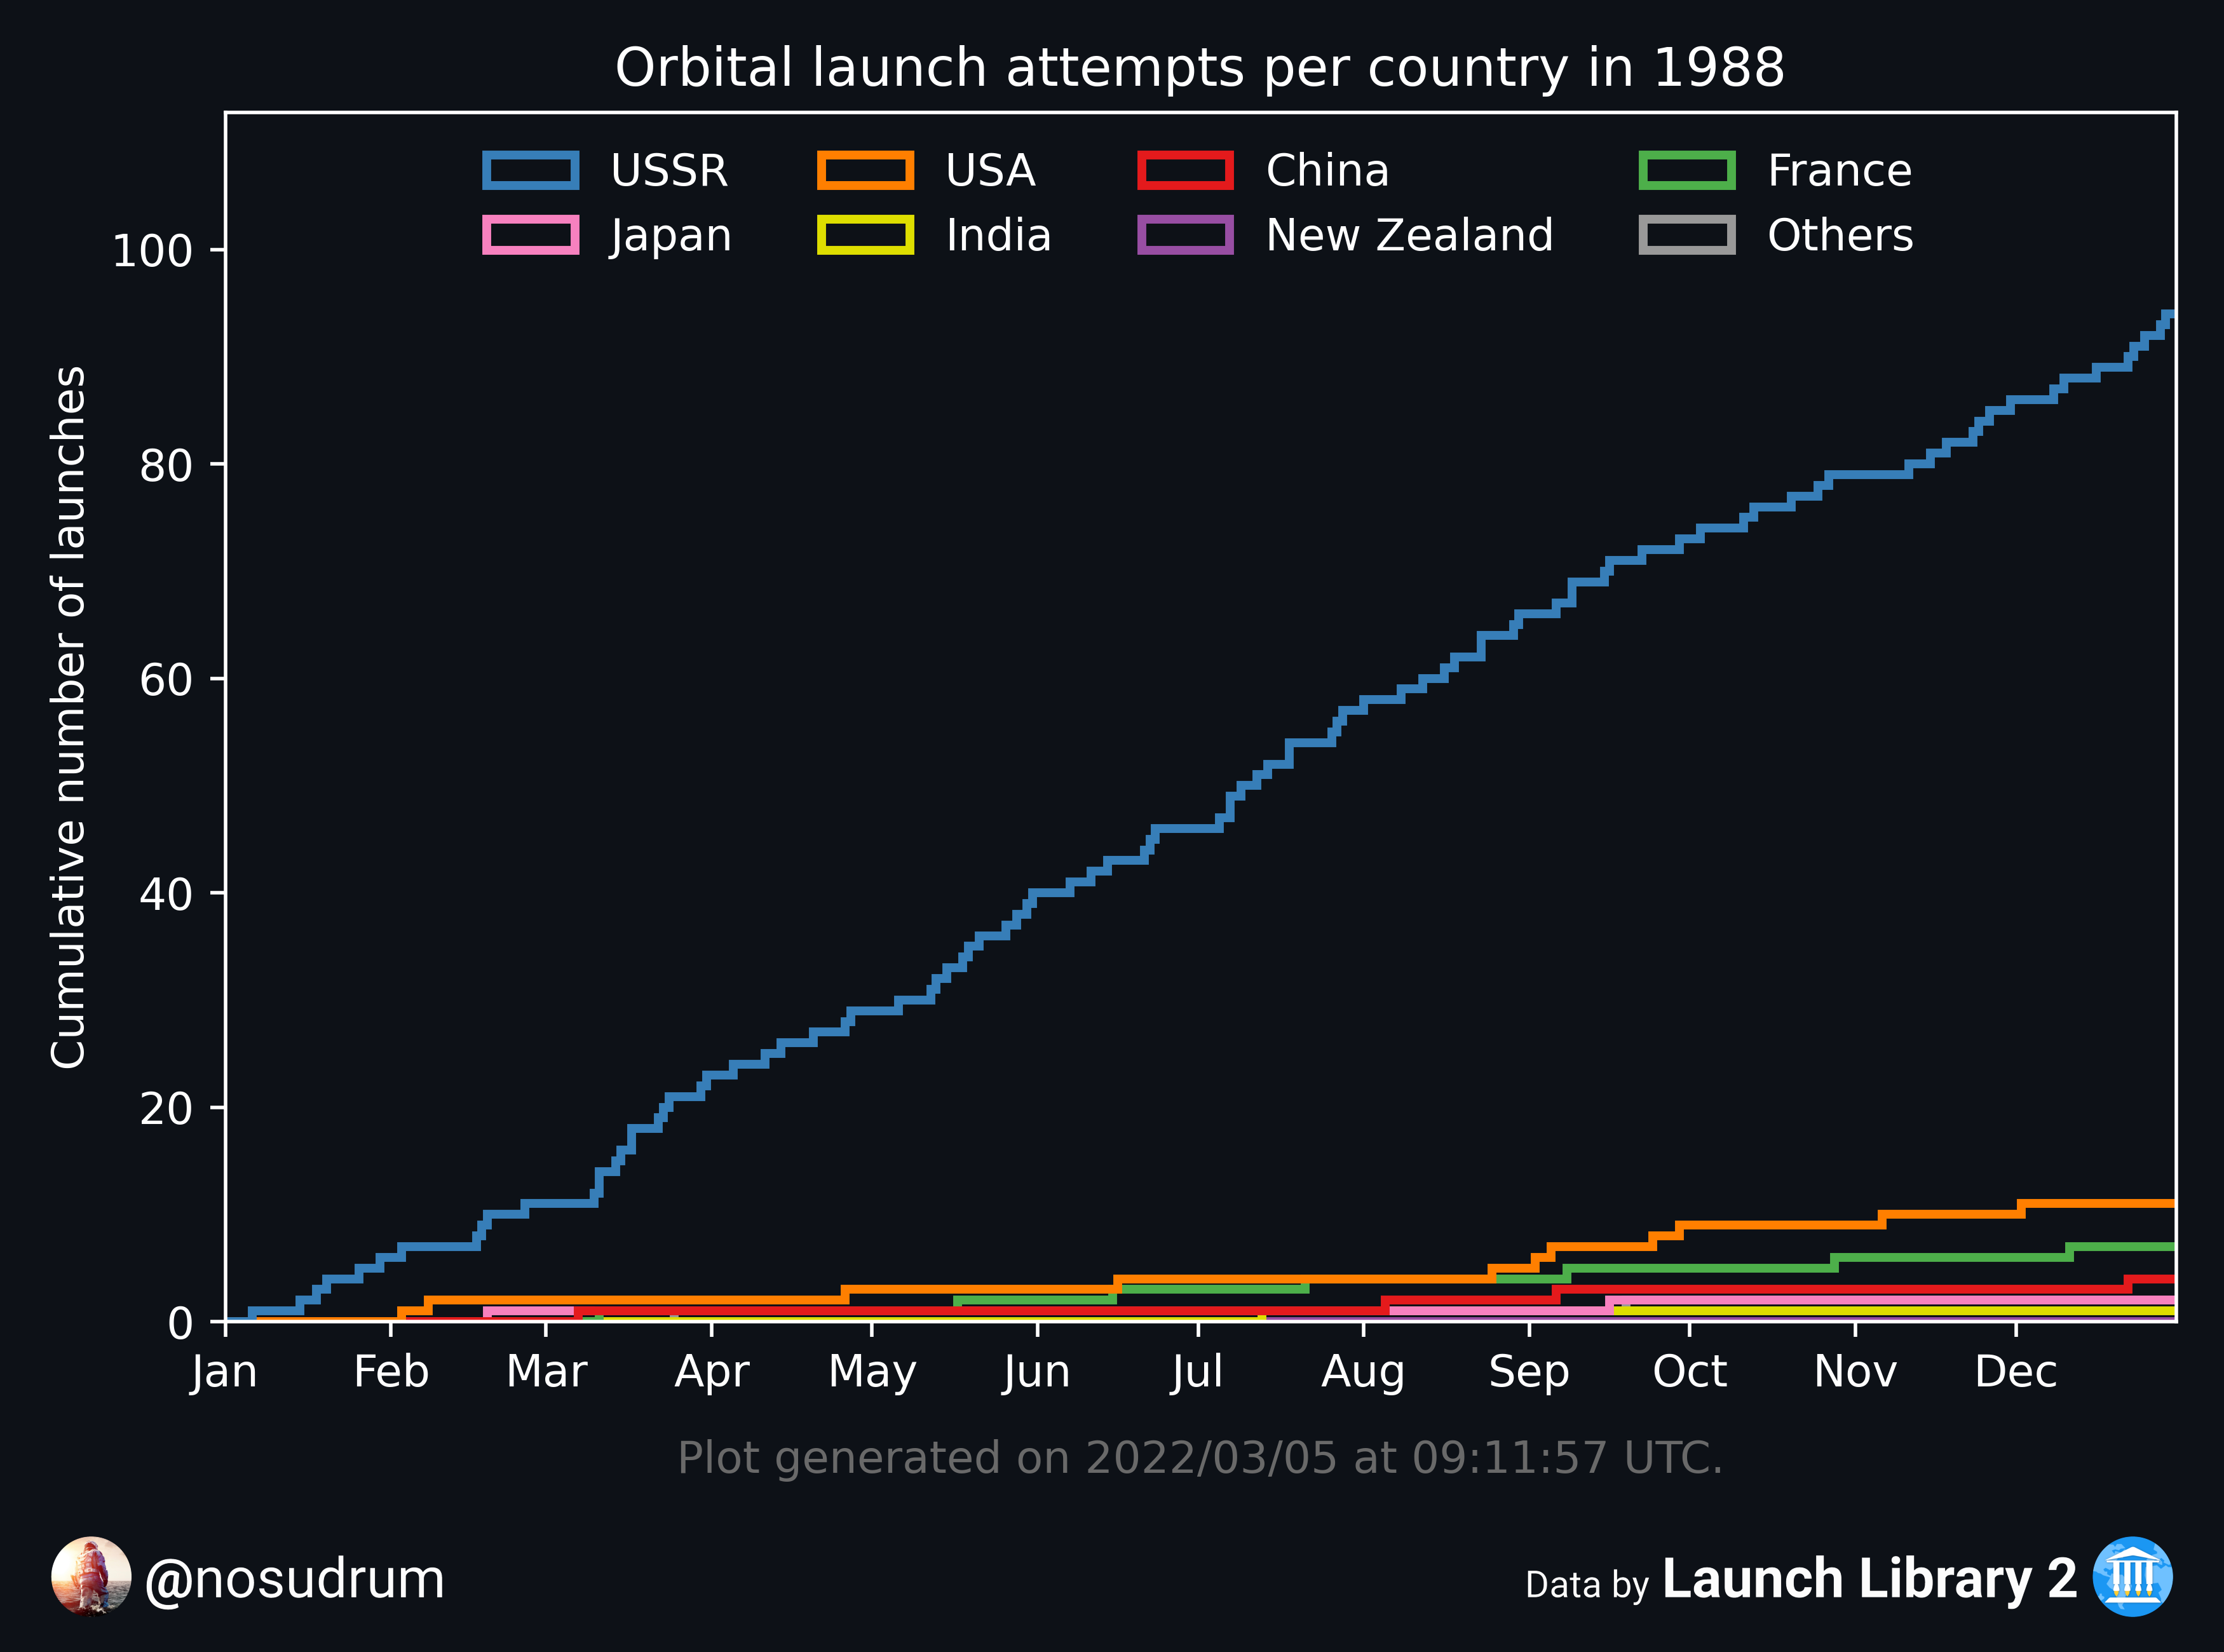 Orbital launch attempts per country in 1988
USSR USA China France
Japan India New Zealand Others
Cumulative number of launches
100
80
60
40
20
0
Jan Feb Mar Apr May Jun Jul Aug Sep Oct Nov Dec
Plot generated on 2022/03/05 at 09:11:57 UTC.
@nosudrum
Data by Launch Library 2